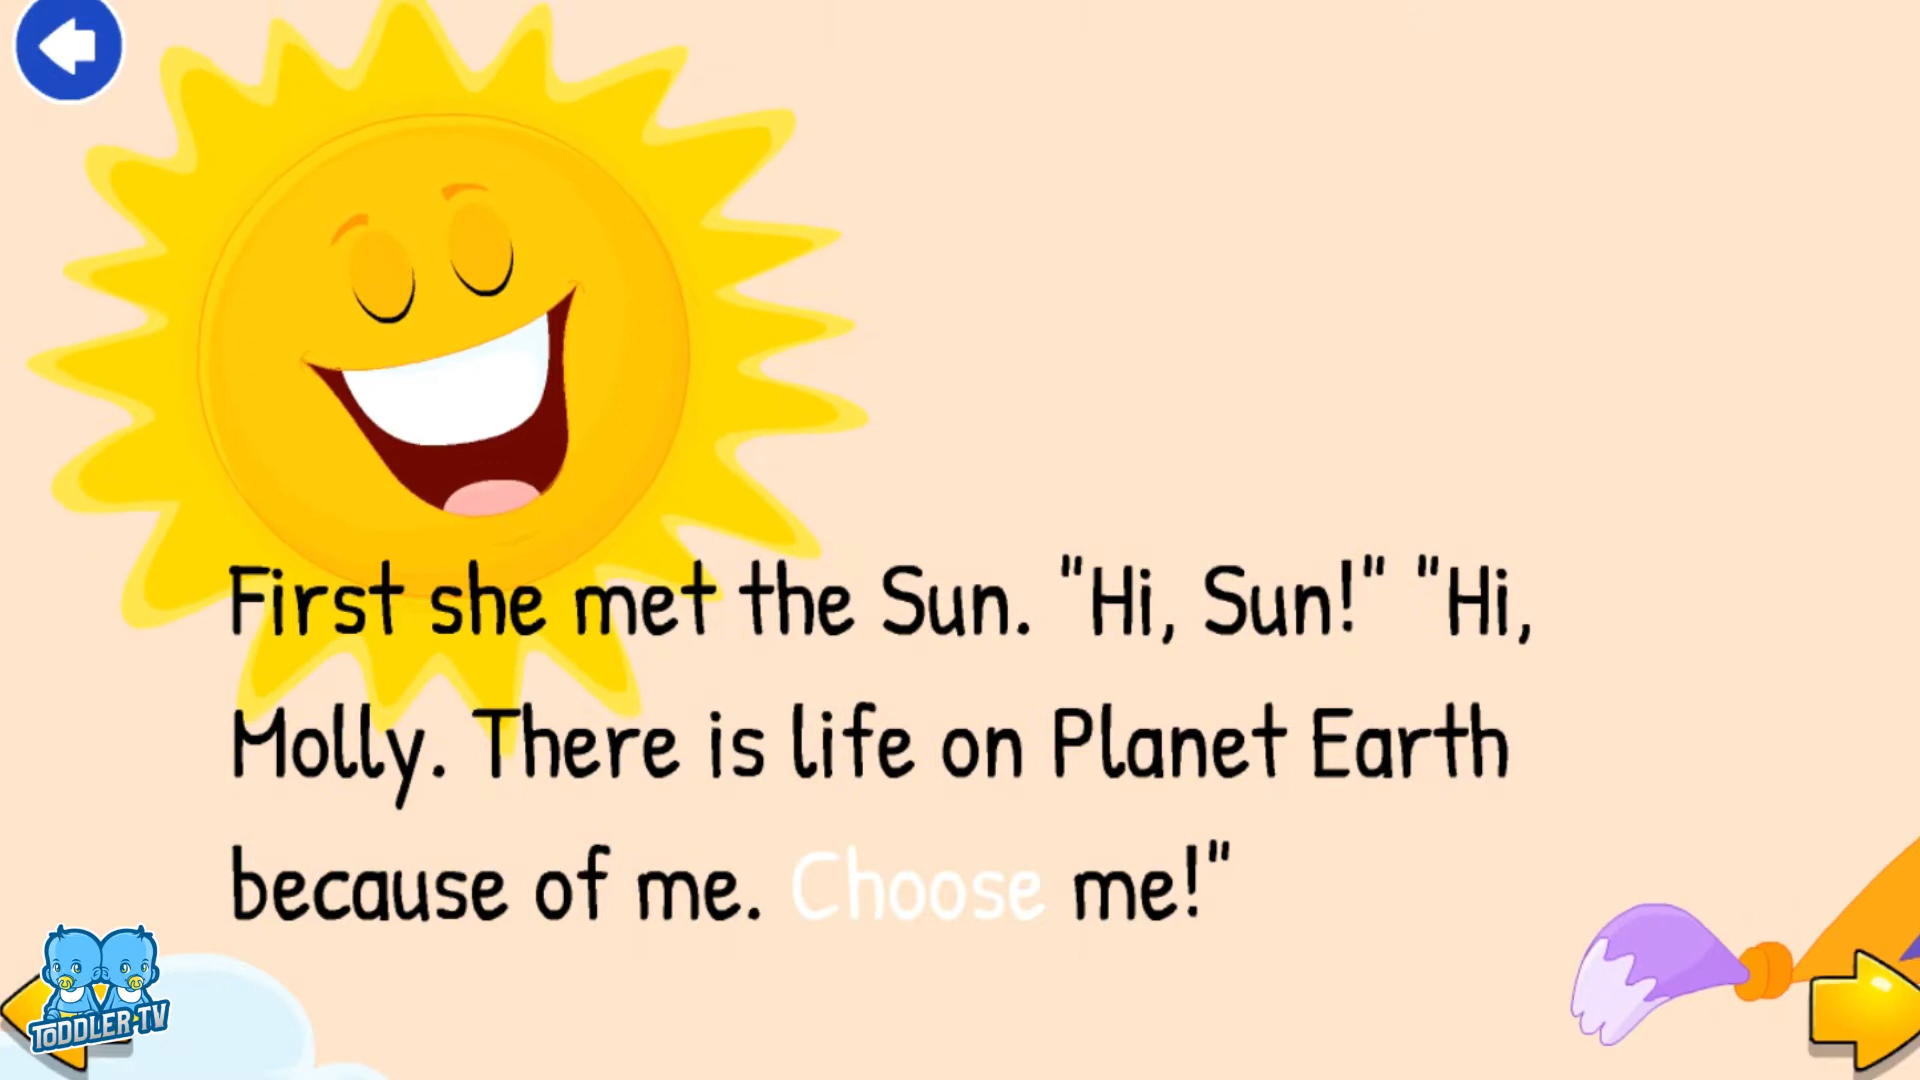 First she met the Sun. "Hi, Sun!" "Hi,
Molly. There is life on Planet Earth
because of me. Choose me!"
TODDLER-TV